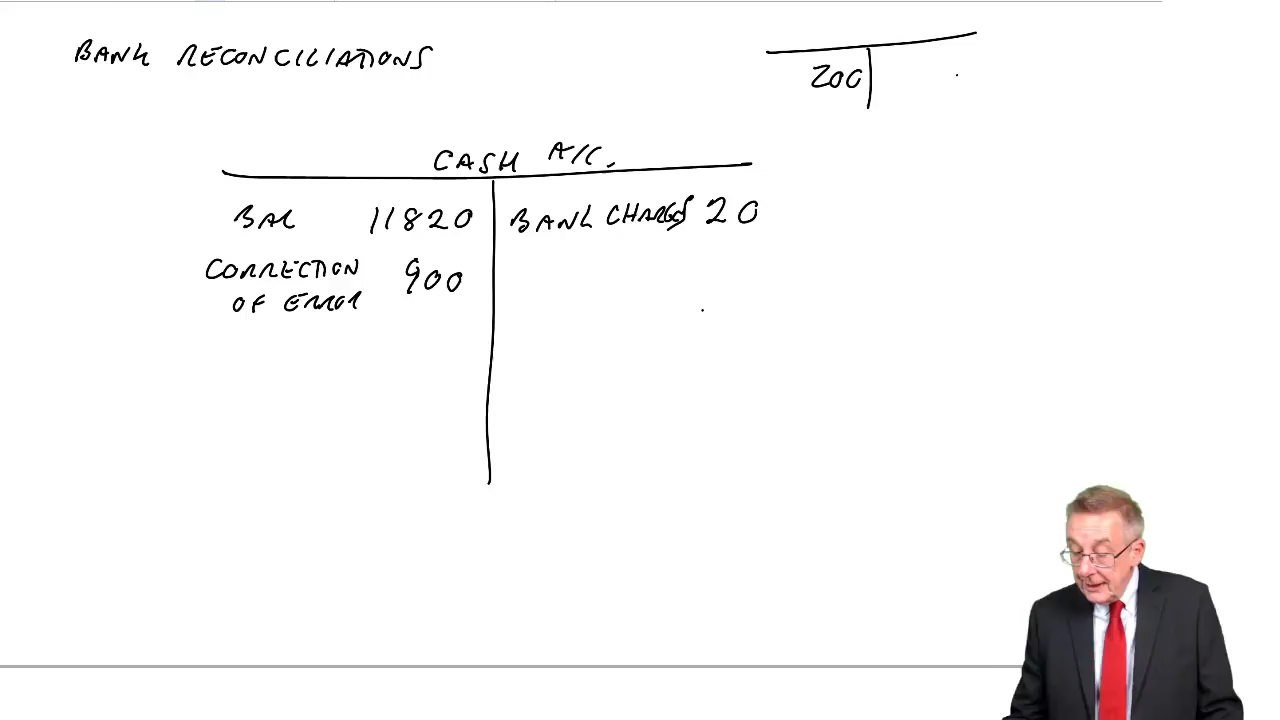 BANK RECONCILIATIONS
200
CASH A/C.
BAL 11820 BANK CHARGES 20
CORRECTION 900
OF ERROR